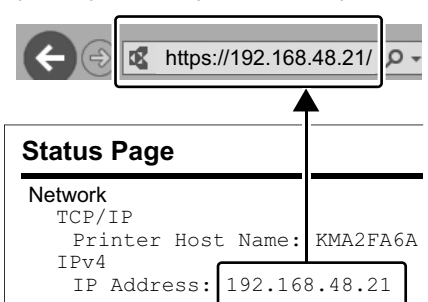 https://192.168.48.21/
Status Page
Network
TCP/IP
Printer Host Name: KMA2FA6A
IPv4
IP Address: 192.168.48.21